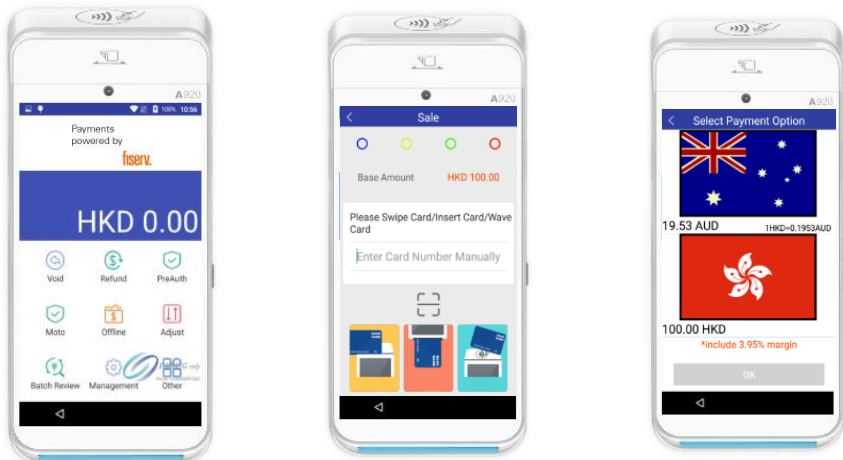 A920
100% 10:56
Payments
powered by
fiserv.
HKD 0.00
Void
Refund
PreAuth
Moto
Offline
Adjust
Batch Review
Management
Other
A920
Sale
Base Amount
HKD 100.00
Please Swipe Card/Insert Card/Wave
Card
Enter Card Number Manually
A920
Select Payment Option
19.53 AUD
1HKD=0.1953AUD
100.00 HKD
*include 3.95% margin
OK